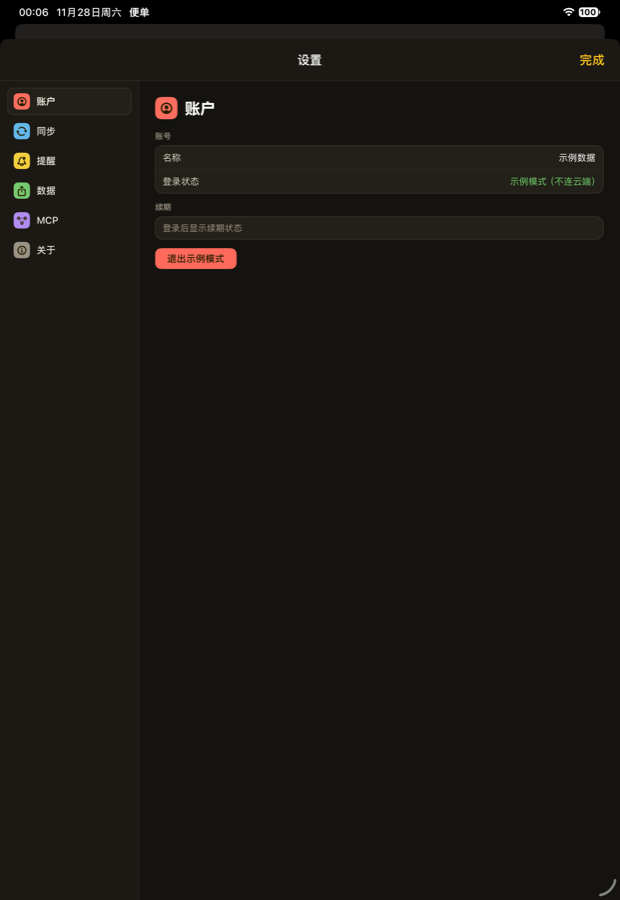 00:06 11月28日周六 便单
100
设置
完成
账户
同步
提醒
数据
MCP
关于
账户
账号
名称 示例数据
登录状态 示例模式（不连云端）
续期
登录后显示续期状态
退出示例模式